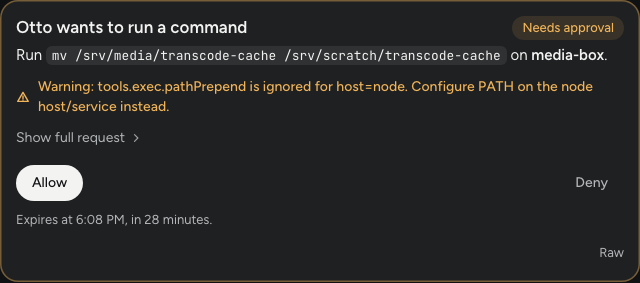 Otto wants to run a command
Needs approval
Run mv /srv/media/transcode-cache /srv/scratch/transcode-cache on media-box.
Warning: tools.exec.pathPrepend is ignored for host=node. Configure PATH on the node
host/service instead.
Show full request
Allow
Deny
Expires at 6:08 PM, in 28 minutes.
Raw